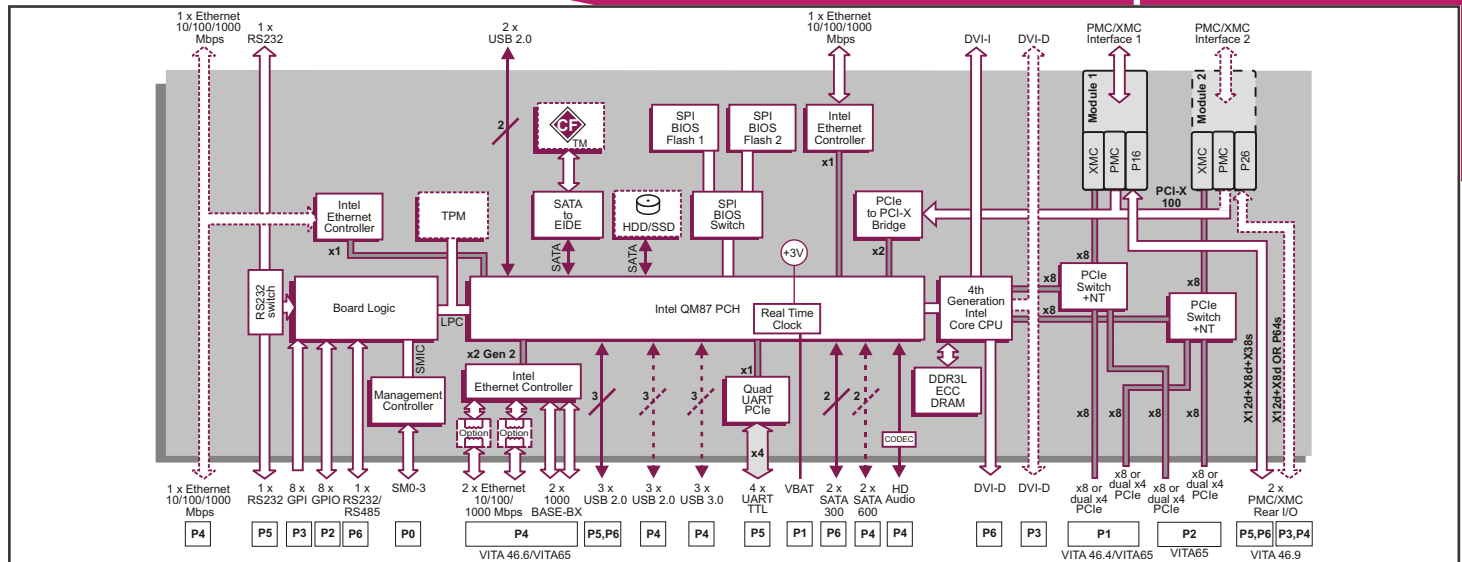 1 x Ethernet
10/100/1000
Mbps
1 x
RS232
2 x
USB 2.0
1 x Ethernet
10/100/1000
Mbps
DVI-I
DVI-D
PMC/XMC
Interface 1
PMC/XMC
Interface 2
Module 1
Module 2
2
CF
TM
SPI
BIOS
Flash 1
SPI
BIOS
Flash 2
Intel
Ethernet
Controller
x1
XMC
PMC
P16
XMC
PMC
P26
PCI-X
100
Intel
Ethernet
Controller
x1
TPM
SATA
to
EIDE
HDD/SSD
SPI
BIOS
Switch
PCIe
to PCI-X
Bridge
x2
SATA
SATA
+3V
x8
x8
RS232
switch
Board Logic
LPC
Intel QM87 PCH
Real Time
Clock
4th
Generation
Intel
Core CPU
x8
x8
PCIe
Switch
+NT
PCIe
Switch
+NT
X12d+X8d+X38s
X12d+X8d OR P64s
SMIC
x2 Gen 2
x1
Management
Controller
Intel
Ethernet Controller
Option
Option
3
3
3
Quad
UART
PCIe
x4
2
2
CODEC
DDR3L
ECC
DRAM
x8
x8
x8
x8
1 x Ethernet
10/100/1000
Mbps
1 x
RS232
8 x
GPI
8 x
GPIO
1 x
RS232/
RS485
SM0-3
2 x Ethernet
10/100/
1000 Mbps
2 x
1000
BASE-BX
3 x
USB 2.0
3 x
USB 2.0
3 x
USB 3.0
4 x
UART
TTL
VBAT
2 x
SATA
300
2 x
SATA
600
HD
Audio
DVI-D
DVI-D
x8 or
dual x4
PCIe
x8 or
dual x4
PCIe
x8 or
dual x4
PCIe
x8 or
dual x4
PCIe
2 x
PMC/XMC
Rear I/O
P4
P5
P3
P2
P6
P0
P4
P5,P6
P4
P4
P5
P1
P6
P4
P4
P6
P3
P1
P2
P5,P6
P3,P4
VITA 46.6/VITA65
VITA 46.4/VITA65
VITA65
VITA 46.9